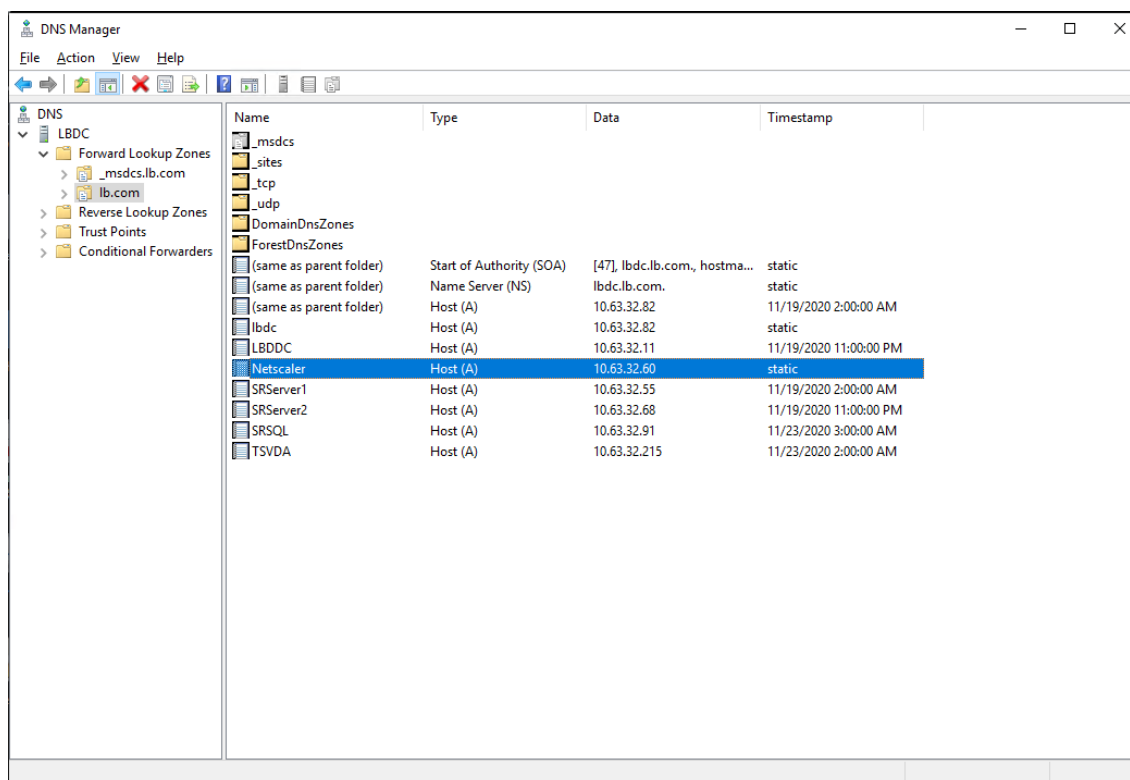 DNS Manager
File Action View Help
DNS
LBDC
Forward Lookup Zones
_msdcs.lb.com
lb.com
Reverse Lookup Zones
Trust Points
Conditional Forwarders
Name Type Data Timestamp
_msdcs
_sites
_tcp
_udp
DomainDnsZones
ForestDnsZones
(same as parent folder) Start of Authority (SOA) [47], lbdc.lb.com., hostma... static
(same as parent folder) Name Server (NS) lbdc.lb.com. static
(same as parent folder) Host (A) 10.63.32.82 11/19/2020 2:00:00 AM
lbdc Host (A) 10.63.32.82 static
LBDDC Host (A) 10.63.32.11 11/19/2020 11:00:00 PM
Netscaler Host (A) 10.63.32.60 static
SRServer1 Host (A) 10.63.32.55 11/19/2020 2:00:00 AM
SRServer2 Host (A) 10.63.32.68 11/19/2020 11:00:00 PM
SRSQL Host (A) 10.63.32.91 11/23/2020 3:00:00 AM
TSVDA Host (A) 10.63.32.215 11/23/2020 2:00:00 AM